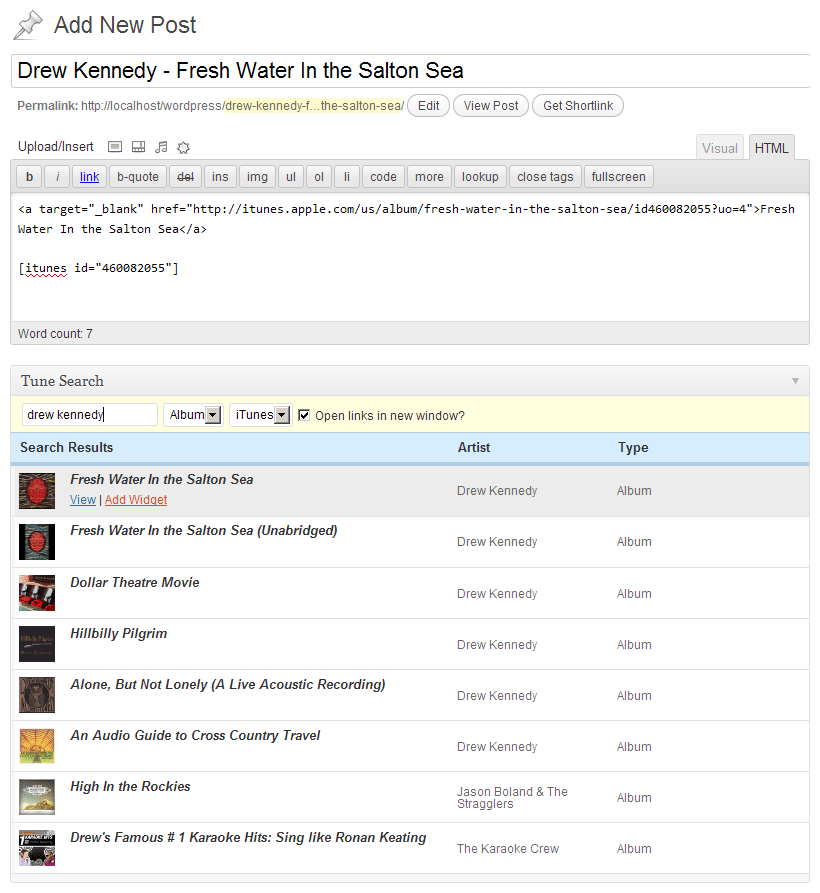 Add New Post
Drew Kennedy - Fresh Water In the Salton Sea
Permalink: http://localhost/wordpress/drew-kennedy-f...the-salton-sea/ Edit View Post Get Shortlink
Upload/Insert Visual HTML
b i link b-quote del ins img ul ol li code more lookup close tags fullscreen
<a target="_blank" href="http://itunes.apple.com/us/album/fresh-water-in-the-salton-sea/id460082055?uo=4">Fresh
Water In the Salton Sea</a>
[itunes id="460082055"]
Word count: 7
Tune Search
drew kennedy Album iTunes Open links in new window?
Search Results Artist Type
Fresh Water In the Salton Sea
View | Add Widget
Drew Kennedy Album
Fresh Water In the Salton Sea (Unabridged)
Drew Kennedy Album
Dollar Theatre Movie
Drew Kennedy Album
Hillbilly Pilgrim
Drew Kennedy Album
Alone, But Not Lonely (A Live Acoustic Recording)
Drew Kennedy Album
An Audio Guide to Cross Country Travel
Drew Kennedy Album
High In the Rockies
Jason Boland & The
Stragglers
Album
Drew's Famous # 1 Karaoke Hits: Sing like Ronan Keating
The Karaoke Crew Album